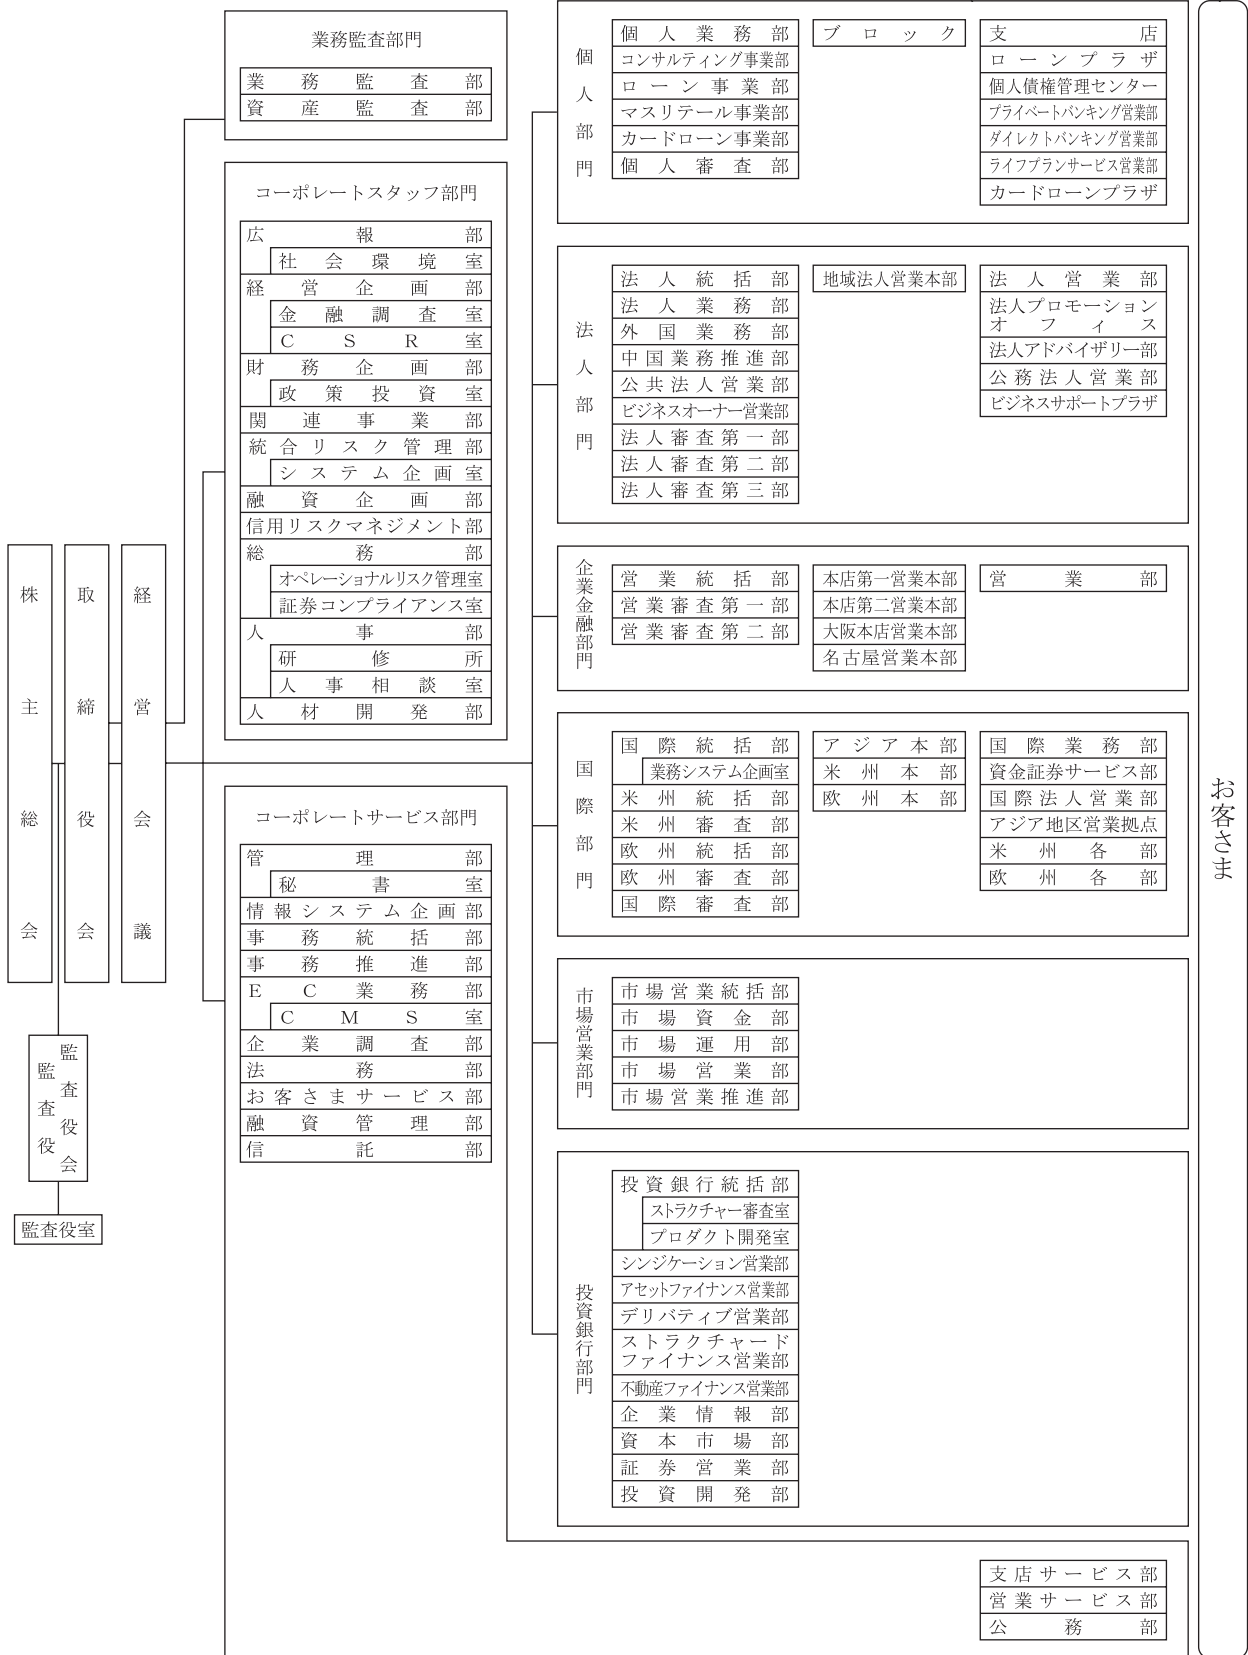 株主総会
取締役会
経営議会
監査役会
監査役
監査役室
業務監査部門
業務監査部
資産監査部
コーポレートスタッフ部門
広報部
社会環境室
経営企画部
金融調査室
CSR室
財務企画部
政策投資室
関連事業部
統合リスク管理部
システム企画室
融資企画部
信用リスクマネジメント部
総務部
オペレーショナルリスク管理室
証券コンプライアンス室
人事部
研修所
人事相談室
人材開発部
コーポレートサービス部門
管理部
秘書室
情報システム企画部
事務統括部
事務推進部
EC業務部
CMS室
企業調査部
法務部
お客さまサービス部
融資管理部
信託部
個人部門
個人業務部
コンサルティング事業部
ローン事業部
マスリテール事業部
カードローン事業部
個人審査部
ブロック
支店
ローンプラザ
個人債権管理センター
プライベートバンキング営業部
ダイレクトバンキング営業部
ライフプランサービス営業部
カードローンプラザ
法人部門
法人統括部
法人業務部
外国業務部
中国業務推進部
公共法人営業部
ビジネスオーナー営業部
法人審査第一部
法人審査第二部
法人審査第三部
地域法人営業本部
法人営業部
法人プロモーション
オフィス
法人アドバイザリー部
公務法人営業部
ビジネスサポートプラザ
企業金融部門
営業統括部
営業審査第一部
営業審査第二部
本店第一営業本部
本店第二営業本部
大阪本店営業本部
名古屋営業本部
営業部
国際部門
国際統括部
業務システム企画室
米州統括部
米州審査部
欧州統括部
欧州審査部
国際審査部
アジア本部
米州本部
欧州本部
国際業務部
資金証券サービス部
国際法人営業部
アジア地区営業拠点
米州各部
欧州各部
市場営業部門
市場営業統括部
市場資金部
市場運用部
市場営業部
市場営業推進部
投資銀行部門
投資銀行統括部
ストラクチャー審査室
プロダクト開発室
シンジケーション営業部
アセットファイナンス営業部
デリバティブ営業部
ストラクチャード
ファイナンス営業部
不動産ファイナンス営業部
企業情報部
資本市場部
証券営業部
投資開発部
支店サービス部
営業サービス部
公務部
お客さま